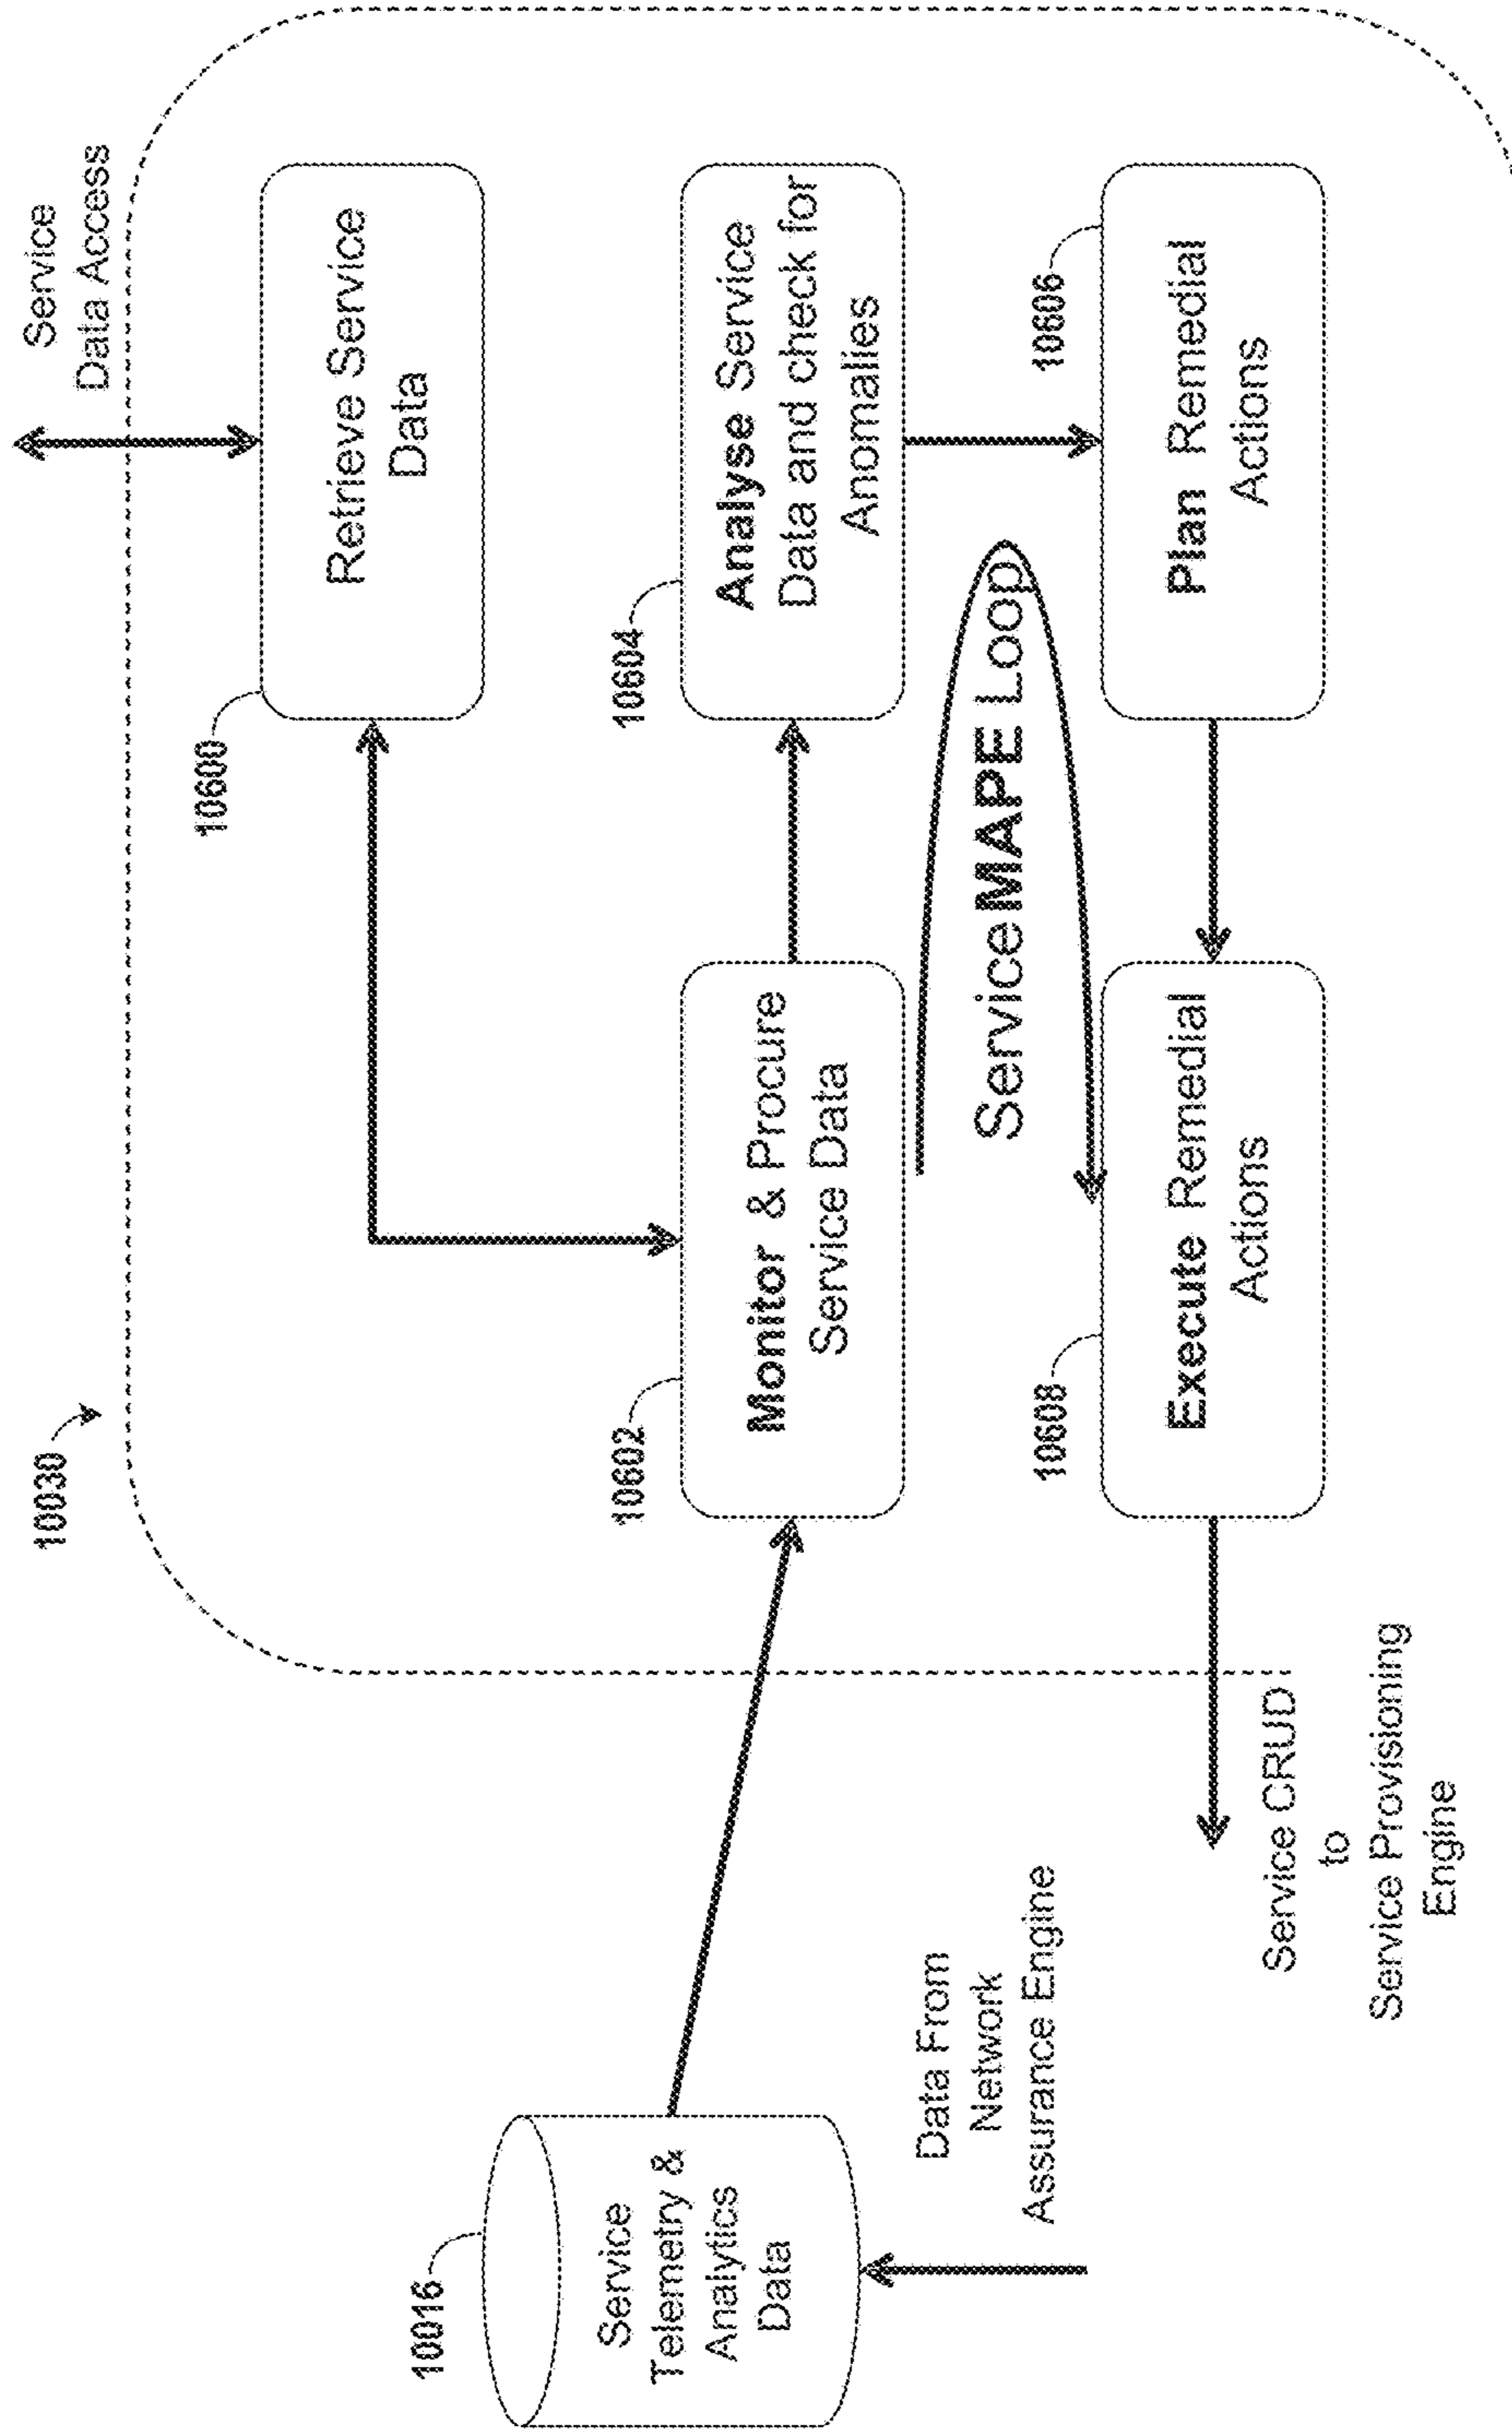 10030
Service
Data Access
10600
Retrieve Service
Data
10016
Service
Telemetry &
Analytics
Data
10602
Monitor & Procure
Service Data
10604
Analyse Service
Data and check for
Anomalies
Service MAPE Loop
Data From
Network
Assurance Engine
10608
Execute Remedial
Actions
10606
Plan Remedial
Actions
Service CRUD
to
Service Provisioning
Engine